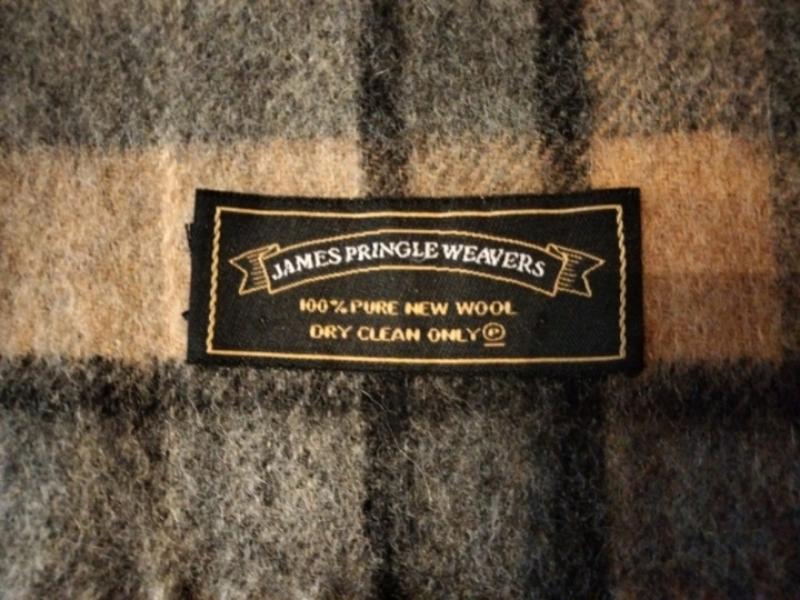 JAMES PRINGLE WEAVERS
100% PURE NEW WOOL
DRY CLEAN ONLY Ⓟ